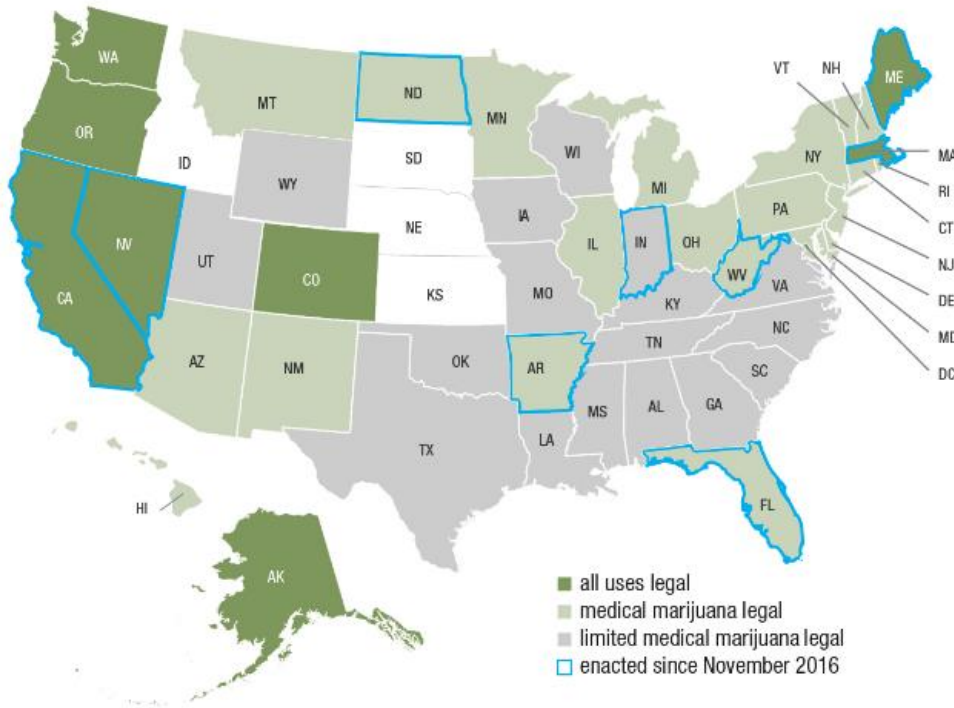 WA
VT
NH
ME
MT
ND
MN
OR
ID
SD
WI
NY
MA
WY
MI
RI
IA
PA
CT
NE
NV
IL
IN
OH
NJ
UT
CO
WV
DE
CA
KS
MO
VA
MD
KY
NC
DC
TN
AZ
NM
OK
AR
SC
MS
AL
GA
TX
LA
HI
FL
AK
all uses legal
medical marijuana legal
limited medical marijuana legal
enacted since November 2016